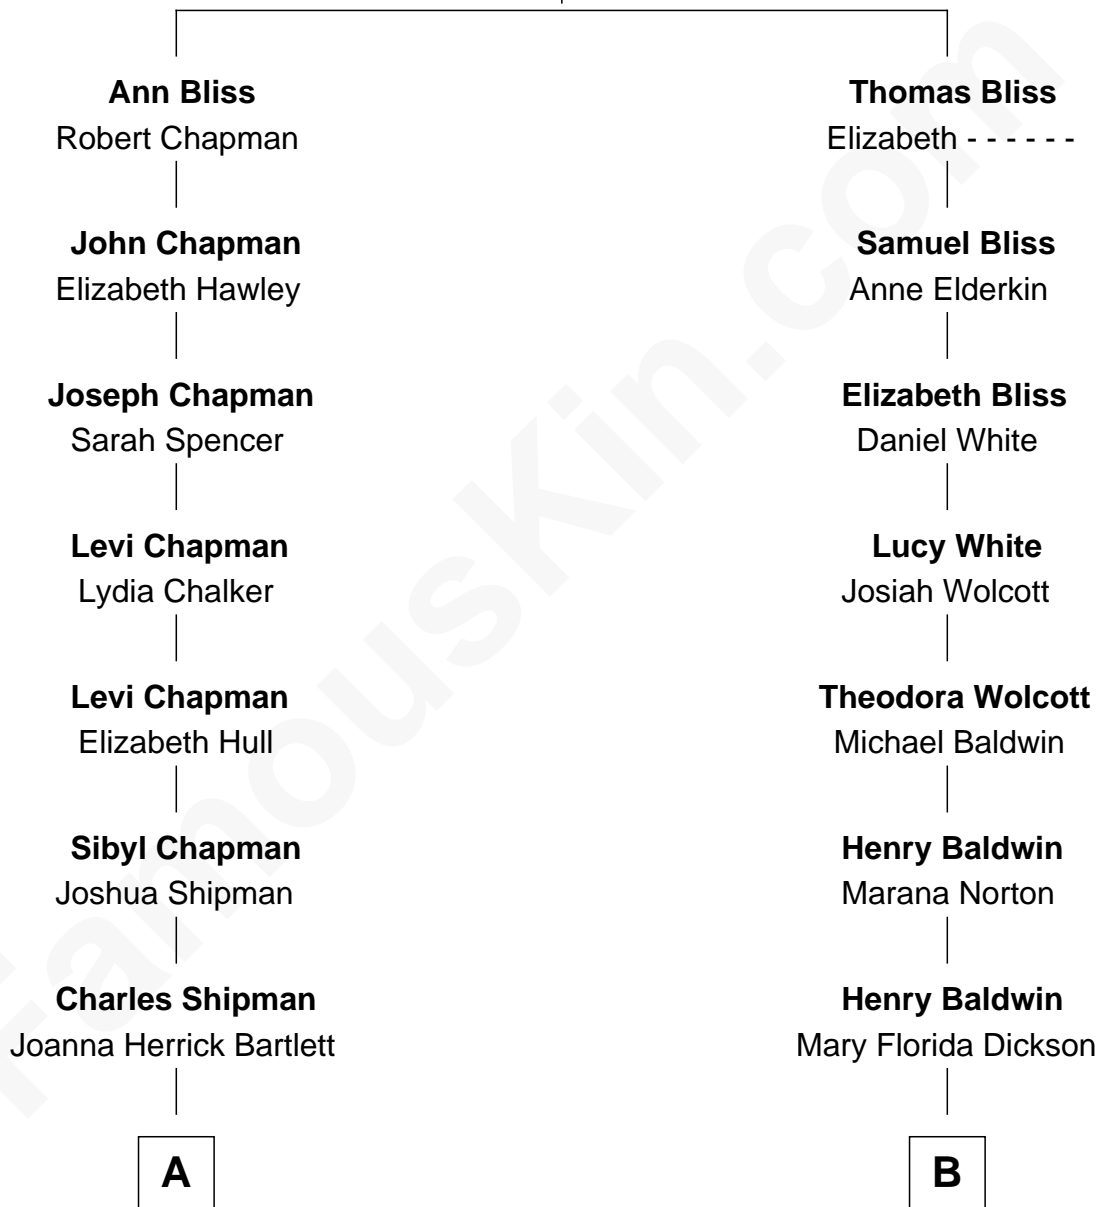 Ann Bliss
Robert Chapman
Thomas Bliss
Elizabeth - - - - - -
John Chapman
Elizabeth Hawley
Samuel Bliss
Anne Elderkin
Joseph Chapman
Sarah Spencer
Elizabeth Bliss
Daniel White
Levi Chapman
Lydia Chalker
Lucy White
Josiah Wolcott
Levi Chapman
Elizabeth Hull
Theodora Wolcott
Michael Baldwin
Sibyl Chapman
Joshua Shipman
Henry Baldwin
Marana Norton
Charles Shipman
Joanna Herrick Bartlett
Henry Baldwin
Mary Florida Dickson
A
B
FamousKin.com